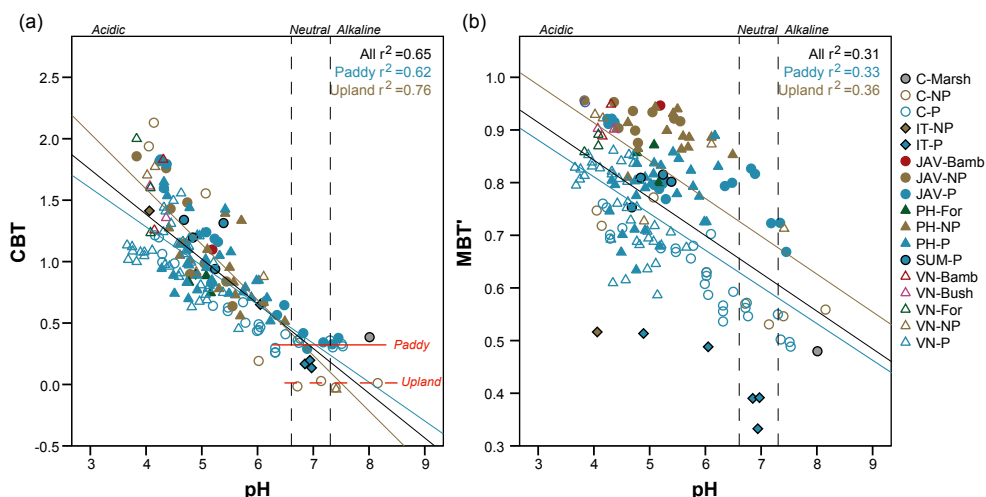 (a)
Acidic
Neutral
Alkaline
All r²=0.65
Paddy r²=0.62
Upland r²=0.76
2.5
2.0
1.5
1.0
0.5
0.0
-0.5
CBT
Paddy
Upland
3 4 5 6 7 8 9
pH
(b)
Acidic
Neutral
Alkaline
All r²=0.31
Paddy r²=0.33
Upland r²=0.36
1.0
0.9
0.8
0.7
0.6
0.5
0.4
0.3
MBT'
3 4 5 6 7 8 9
pH
C-Marsh
C-NP
C-P
IT-NP
IT-P
JAV-Bamb
JAV-NP
JAV-P
PH-For
PH-NP
PH-P
SUM-P
VN-Bamb
VN-Bush
VN-For
VN-NP
VN-P